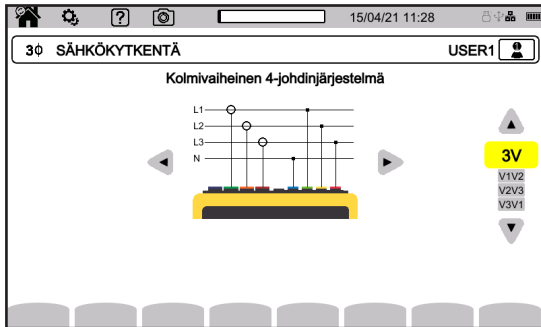 15/04/21 11:28
3ϕ SÄHKÖKYTKENTÄ USER1
Kolmivaiheinen 4-johdinjärjestelmä
L1
L2
L3
N
3V
V1V2
V2V3
V3V1